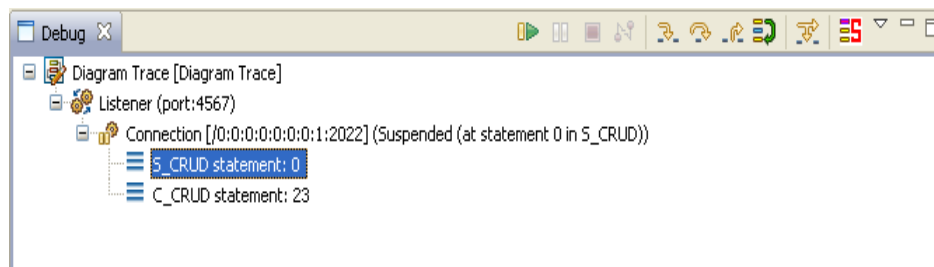 Debug
Diagram Trace [Diagram Trace]
Listener (port:4567)
Connection [/0:0:0:0:0:0:0:1:2022] (Suspended (at statement 0 in S_CRUD))
S_CRUD statement: 0
C_CRUD statement: 23